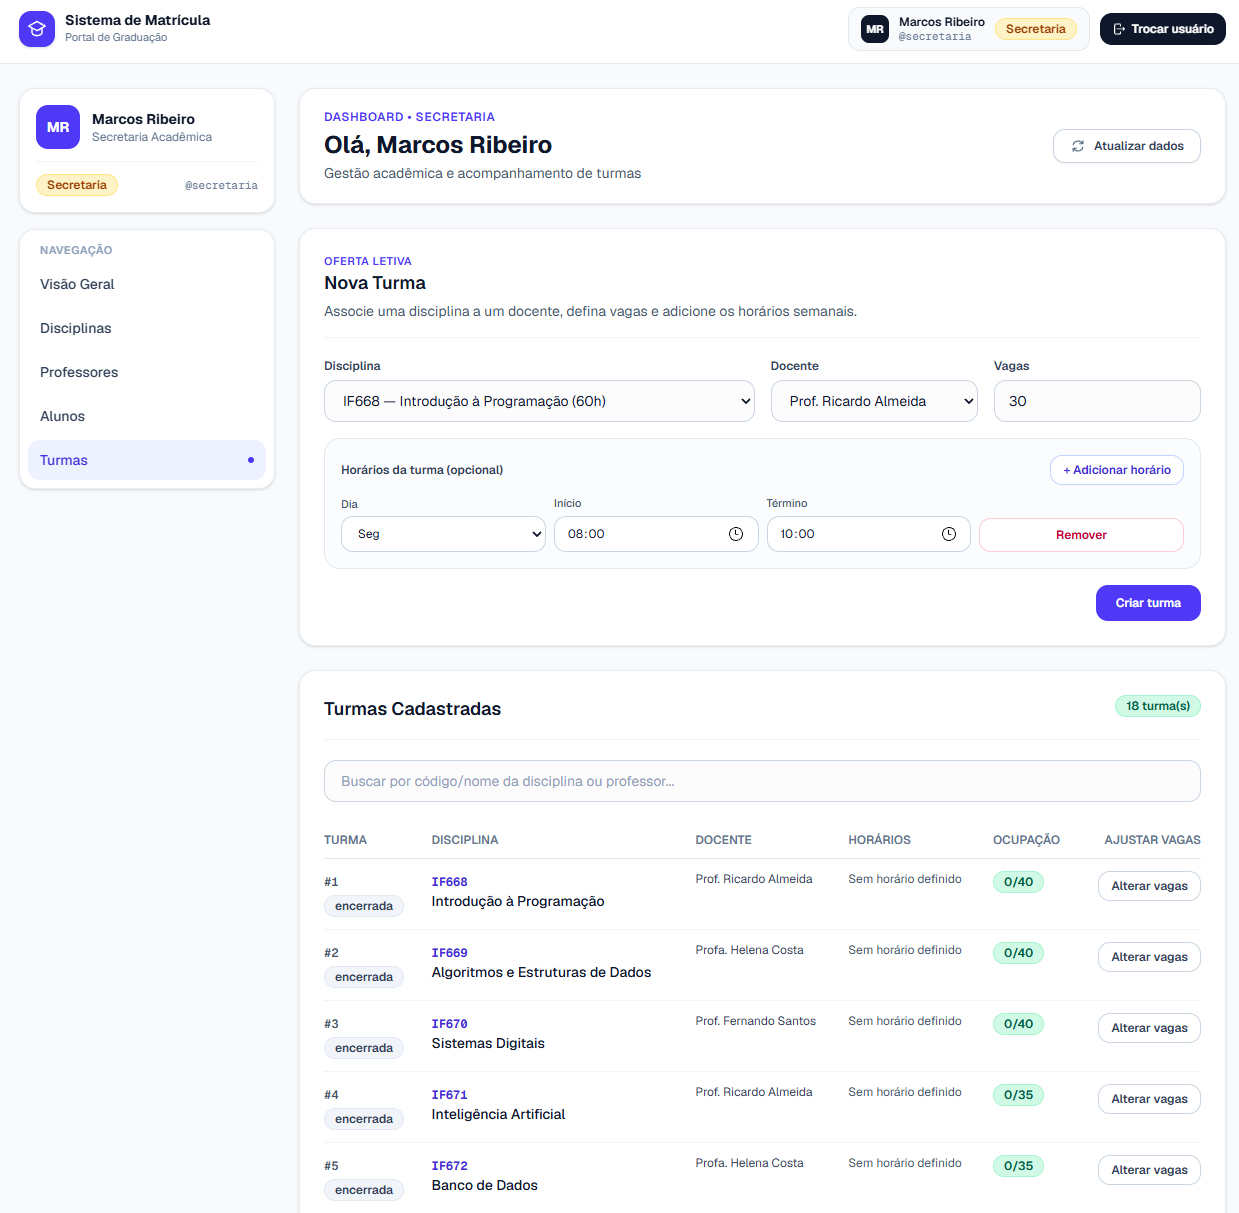 Sistema de Matrícula
Portal de Graduação
MR
Marcos Ribeiro
@secretaria
Secretaria
Trocar usuário
MR
Marcos Ribeiro
Secretaria Acadêmica
Secretaria
@secretaria
NAVEGAÇÃO
Visão Geral
Disciplinas
Professores
Alunos
Turmas
DASHBOARD • SECRETARIA
Olá, Marcos Ribeiro
Gestão acadêmica e acompanhamento de turmas
Atualizar dados
OFERTA LETIVA
Nova Turma
Associe uma disciplina a um docente, defina vagas e adicione os horários semanais.
Disciplina
Docente
Vagas
IF668 — Introdução à Programação (60h)
Prof. Ricardo Almeida
30
Horários da turma (opcional)
+ Adicionar horário
Dia
Início
Término
Seg
08:00
10:00
Remover
Criar turma
Turmas Cadastradas
18 turma(s)
Buscar por código/nome da disciplina ou professor...
TURMA DISCIPLINA DOCENTE HORÁRIOS OCUPAÇÃO AJUSTAR VAGAS
#1 IF668 Prof. Ricardo Almeida Sem horário definido 0/40 Alterar vagas
encerrada Introdução à Programação
#2 IF669 Profa. Helena Costa Sem horário definido 0/40 Alterar vagas
encerrada Algoritmos e Estruturas de Dados
#3 IF670 Prof. Fernando Santos Sem horário definido 0/40 Alterar vagas
encerrada Sistemas Digitais
#4 IF671 Prof. Ricardo Almeida Sem horário definido 0/35 Alterar vagas
encerrada Inteligência Artificial
#5 IF672 Profa. Helena Costa Sem horário definido 0/35 Alterar vagas
encerrada Banco de Dados